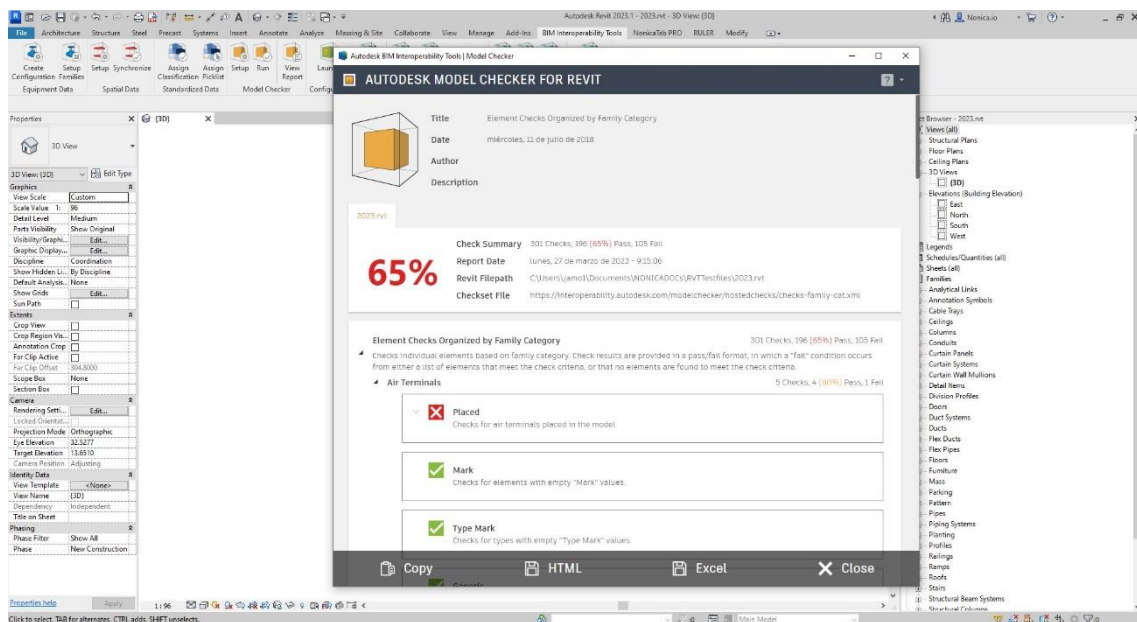 Autodesk Revit 2023.1 - 2023.rvt - 3D View: {3D}
Nonica.io
File Architecture Structure Steel Precast Systems Insert Annotate Analyze Massing & Site Collaborate View Manage Add-Ins BIM Interoperability Tools NonicaTab PRO RULER Modify
Create Configuration
Setup Families
Setup
Synchronize
Assign Classification
Assign Picklist
Setup
Run
View Report
Equipment Data
Spatial Data
Standardized Data
Model Checker
Autodesk BIM Interoperability Tools | Model Checker
AUTODESK MODEL CHECKER FOR REVIT
Title Element Checks Organized by Family Category
Date miércoles, 11 de julio de 2018
Author
Description
2023.rvt
65%
Check Summary 301 Checks, 196 (65%) Pass, 105 Fail
Report Date lunes, 27 de marzo de 2023 - 9:15:06
Revit Filepath C:\Users\jamo1\Documents\NONICADOCs\RVTTestfiles\2023.rvt
Checkset File https://interoperability.autodesk.com/modelchecker/hostedchecks/checks-family-cat.xml
Element Checks Organized by Family Category 301 Checks, 196 (65%) Pass, 105 Fail
Checks individual elements based on family category. Check results are provided in a pass/fail format, in which a "fail" condition occurs
from either a list of elements that meet the check criteria, or that no elements are found to meet the check criteria.
Air Terminals 5 Checks, 4 (80%) Pass, 1 Fail
Placed
Checks for air terminals placed in the model
Mark
Checks for elements with empty "Mark" values.
Type Mark
Checks for types with empty "Type Mark" values.
Copy HTML Excel Close
Properties
{3D}
3D View
3D View: {3D} Edit Type
Graphics
View Scale Custom
Scale Value 1: 96
Detail Level Medium
Parts Visibility Show Original
Visibility/Graphi... Edit...
Graphic Display... Edit...
Discipline Coordination
Show Hidden Li... By Discipline
Default Analysis... None
Show Grids Edit...
Sun Path
Extents
Crop View
Crop Region Vis...
Annotation Crop
Far Clip Active
Far Clip Offset 304.8000
Scope Box None
Section Box
Camera
Rendering Setti... Edit...
Locked Orientat...
Projection Mode Orthographic
Eye Elevation 32.5277
Target Elevation 13.6510
Camera Position Adjusting
Identity Data
View Template <None>
View Name {3D}
Dependency Independent
Title on Sheet
Phasing
Phase Filter Show All
Phase New Construction
Properties help Apply
1 : 96
Click to select, TAB for alternates, CTRL adds, SHIFT unselects.
Main Model
Browser - 2023.rvt
Views (all)
Structural Plans
Floor Plans
Ceiling Plans
3D Views
{3D}
Elevations (Building Elevation)
East
North
South
West
Legends
Schedules/Quantities (all)
Sheets (all)
Families
Analytical Links
Annotation Symbols
Cable Trays
Ceilings
Columns
Conduits
Curtain Panels
Curtain Systems
Curtain Wall Mullions
Detail Items
Division Profiles
Doors
Duct Systems
Ducts
Flex Ducts
Flex Pipes
Floors
Furniture
Mass
Parking
Pattern
Pipes
Piping Systems
Planting
Profiles
Railings
Ramps
Roofs
Stairs
Structural Beam Systems
Structural Columns